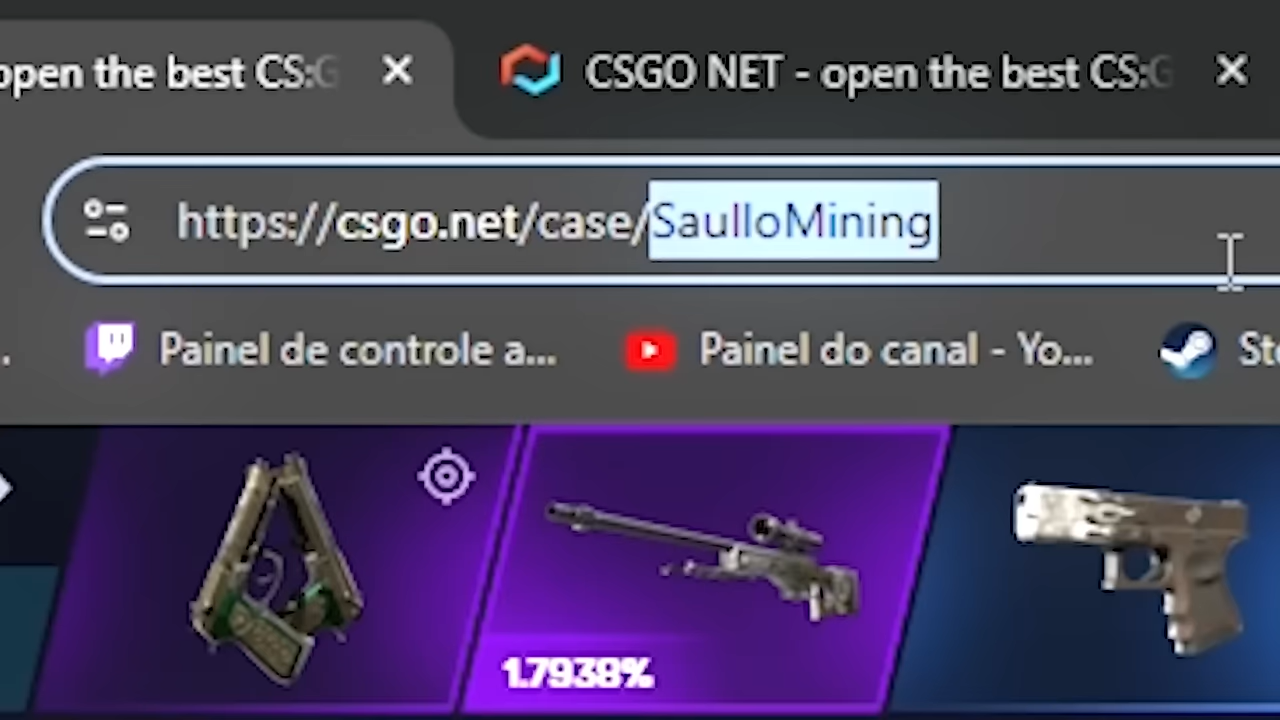 open the best CS:G
CSGO NET - open the best CS:G
https://csgo.net/case/SaulloMining
Painel de controle a...
Painel do canal - Yo...
Ste
1.7938%